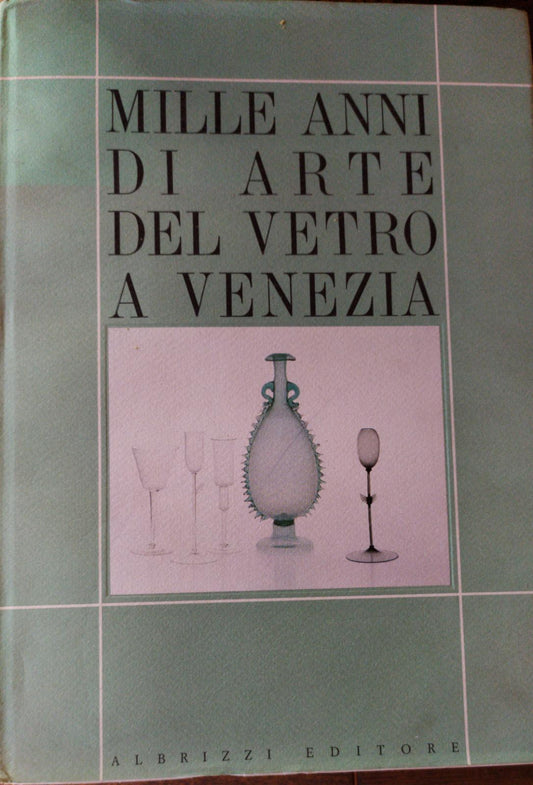 MILLE ANNI
DI ARTE
DEL VETRO
A VENEZIA
ALBRIZZI EDITORE